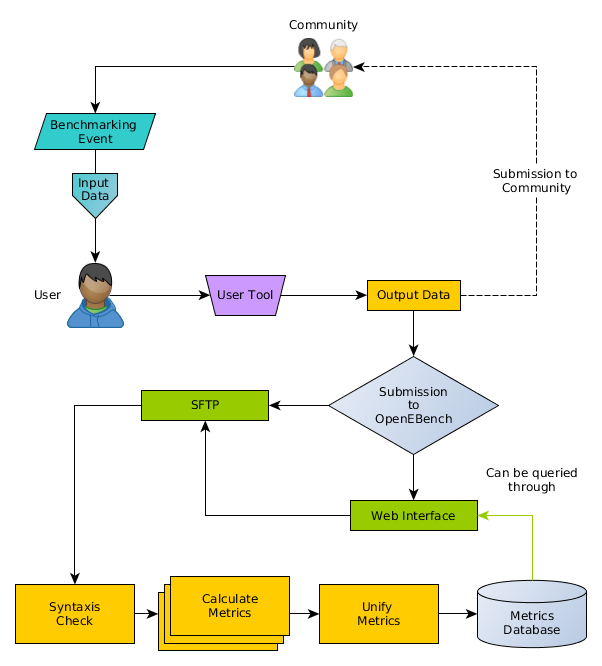 Community
Benchmarking
Event
Input
Data
Submission to
Community
User
User Tool
Output Data
Submission
to
OpenEBench
SFTP
Can be queried
through
Web Interface
Syntaxis
Check
Calculate
Metrics
Unify
Metrics
Metrics
Database